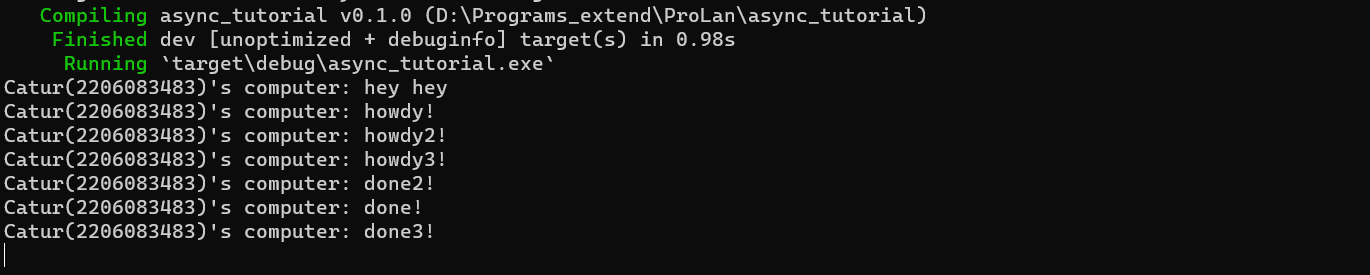 Compiling async_tutorial v0.1.0 (D:\Programs_extend\ProLan\async_tutorial)
Finished dev [unoptimized + debuginfo] target(s) in 0.98s
Running `target\debug\async_tutorial.exe`
Catur(2206083483)'s computer: hey hey
Catur(2206083483)'s computer: howdy!
Catur(2206083483)'s computer: howdy2!
Catur(2206083483)'s computer: howdy3!
Catur(2206083483)'s computer: done2!
Catur(2206083483)'s computer: done!
Catur(2206083483)'s computer: done3!